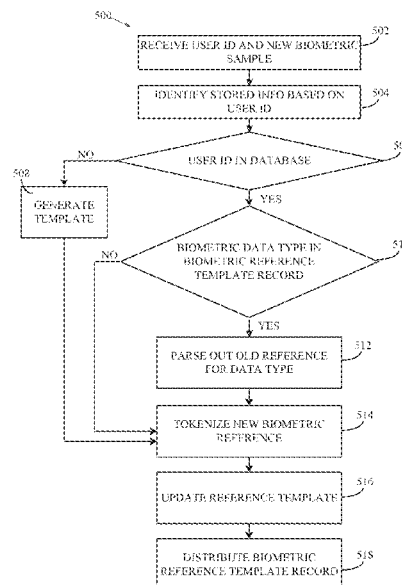 500
502
RECEIVE USER ID AND NEW BIOMETRIC
SAMPLE
504
IDENTIFY STORED INFO BASED ON
USER ID
50
NO
USER ID IN DATABASE
508
YES
GENERATE
TEMPLATE
51
NO
BIOMETRIC DATA TYPE IN
BIOMETRIC REFERENCE
TEMPLATE RECORD
YES
512
PARSE OUT OLD REFERENCE
FOR DATA TYPE
514
TOKENIZE NEW BIOMETRIC
REFERENCE
516
UPDATE REFERENCE TEMPLATE
518
DISTRIBUTE BIOMETRIC
REFERENCE TEMPLATE RECORD